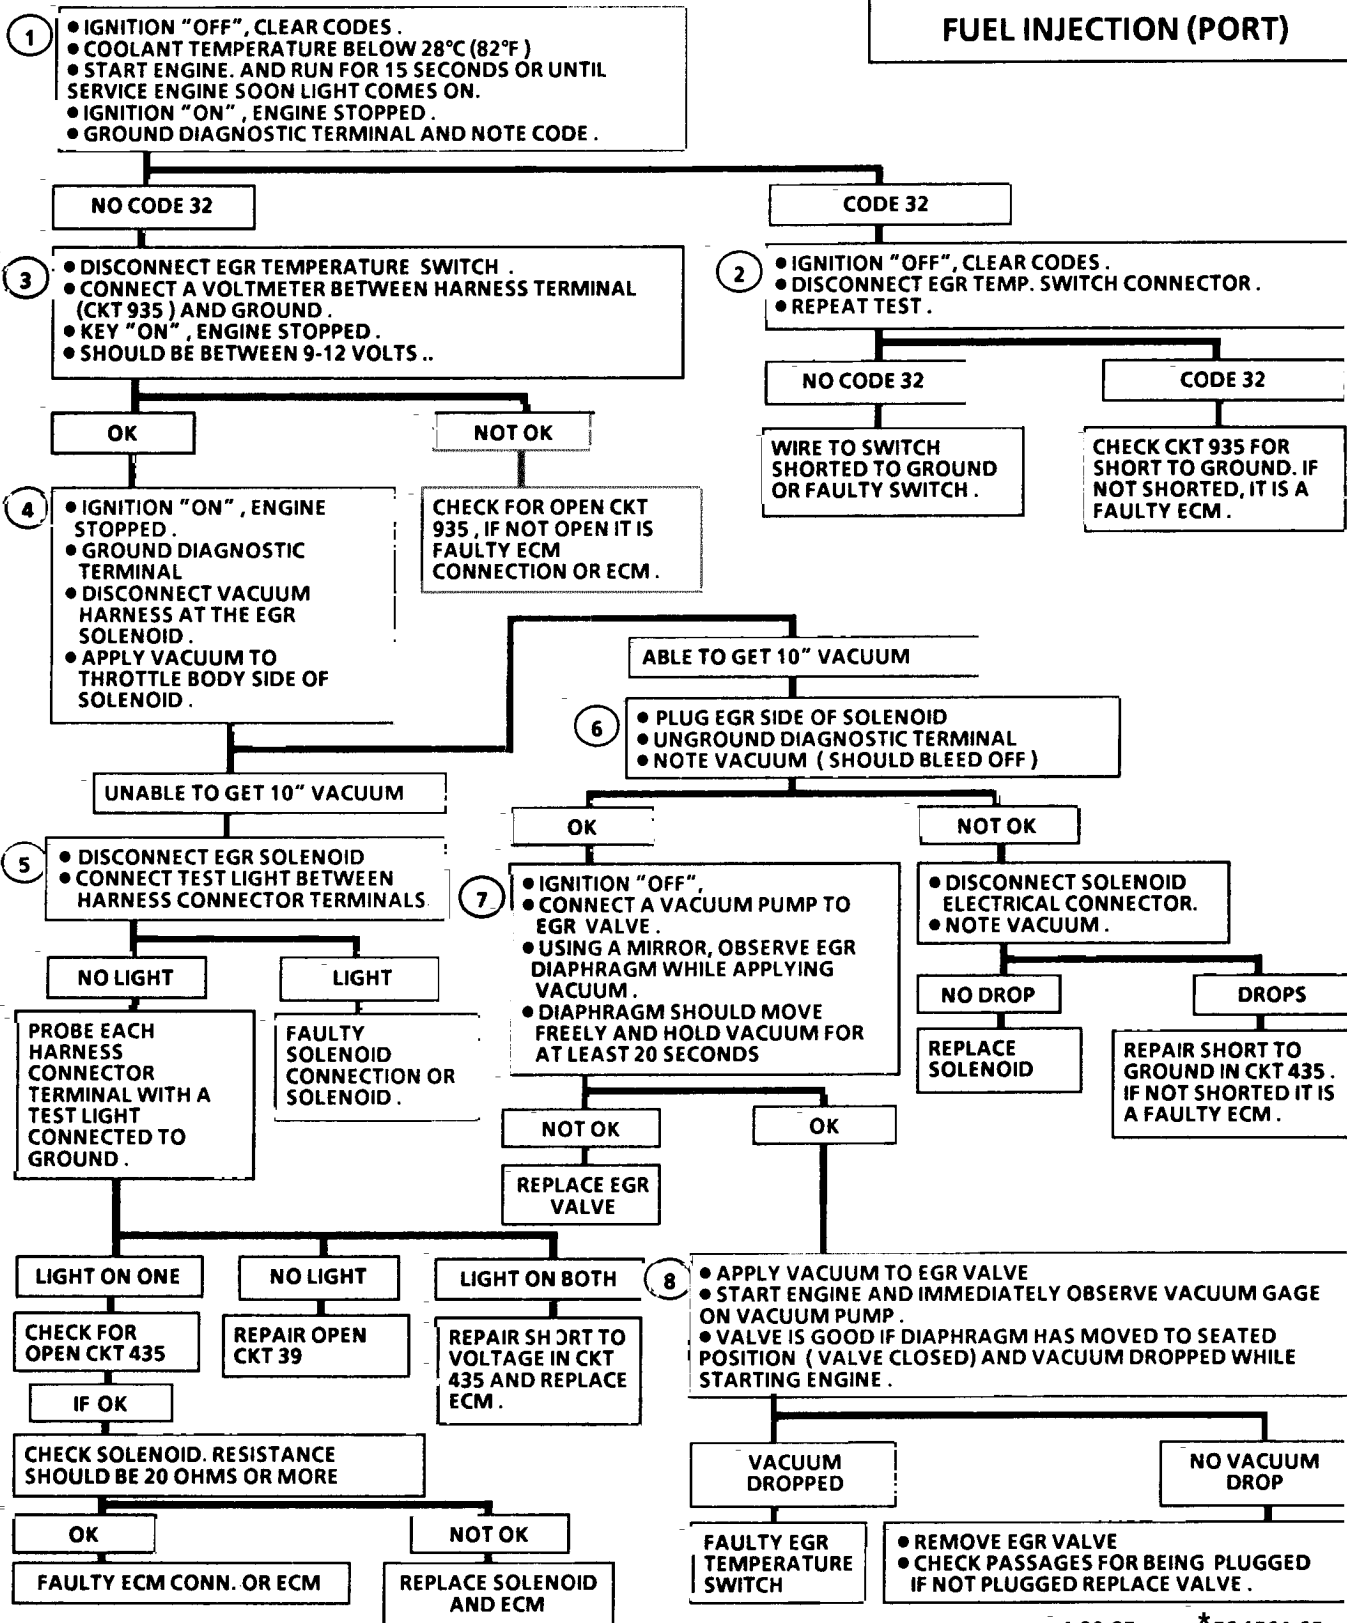 FUEL INJECTION (PORT)
1
● IGNITION "OFF", CLEAR CODES .
● COOLANT TEMPERATURE BELOW 28°C (82°F )
● START ENGINE. AND RUN FOR 15 SECONDS OR UNTIL
SERVICE ENGINE SOON LIGHT COMES ON.
● IGNITION "ON" , ENGINE STOPPED .
● GROUND DIAGNOSTIC TERMINAL AND NOTE CODE .
NO CODE 32
CODE 32
3
● DISCONNECT EGR TEMPERATURE SWITCH .
● CONNECT A VOLTMETER BETWEEN HARNESS TERMINAL
(CKT 935 ) AND GROUND .
● KEY "ON" , ENGINE STOPPED .
● SHOULD BE BETWEEN 9-12 VOLTS ..
2
● IGNITION "OFF", CLEAR CODES .
● DISCONNECT EGR TEMP. SWITCH CONNECTOR .
● REPEAT TEST .
NO CODE 32
CODE 32
OK
NOT OK
WIRE TO SWITCH
SHORTED TO GROUND
OR FAULTY SWITCH .
CHECK CKT 935 FOR
SHORT TO GROUND. IF
NOT SHORTED, IT IS A
FAULTY ECM .
4
● IGNITION "ON" , ENGINE
STOPPED .
● GROUND DIAGNOSTIC
TERMINAL
● DISCONNECT VACUUM
HARNESS AT THE EGR
SOLENOID .
● APPLY VACUUM TO
THROTTLE BODY SIDE OF
SOLENOID .
CHECK FOR OPEN CKT
935 , IF NOT OPEN IT IS
FAULTY ECM
CONNECTION OR ECM .
ABLE TO GET 10" VACUUM
6
● PLUG EGR SIDE OF SOLENOID
● UNGROUND DIAGNOSTIC TERMINAL
● NOTE VACUUM ( SHOULD BLEED OFF )
UNABLE TO GET 10" VACUUM
OK
NOT OK
5
● DISCONNECT EGR SOLENOID
● CONNECT TEST LIGHT BETWEEN
HARNESS CONNECTOR TERMINALS.
7
● IGNITION "OFF",
● CONNECT A VACUUM PUMP TO
EGR VALVE .
● USING A MIRROR, OBSERVE EGR
DIAPHRAGM WHILE APPLYING
VACUUM .
● DIAPHRAGM SHOULD MOVE
FREELY AND HOLD VACUUM FOR
AT LEAST 20 SECONDS
● DISCONNECT SOLENOID
ELECTRICAL CONNECTOR.
● NOTE VACUUM .
NO LIGHT
LIGHT
NO DROP
DROPS
PROBE EACH
HARNESS
CONNECTOR
TERMINAL WITH A
TEST LIGHT
CONNECTED TO
GROUND .
FAULTY
SOLENOID
CONNECTION OR
SOLENOID .
REPLACE
SOLENOID
REPAIR SHORT TO
GROUND IN CKT 435 .
IF NOT SHORTED IT IS
A FAULTY ECM .
NOT OK
OK
REPLACE EGR
VALVE
LIGHT ON ONE
NO LIGHT
LIGHT ON BOTH
8
● APPLY VACUUM TO EGR VALVE
● START ENGINE AND IMMEDIATELY OBSERVE VACUUM GAGE
ON VACUUM PUMP .
● VALVE IS GOOD IF DIAPHRAGM HAS MOVED TO SEATED
POSITION ( VALVE CLOSED) AND VACUUM DROPPED WHILE
STARTING ENGINE .
CHECK FOR
OPEN CKT 435
REPAIR OPEN
CKT 39
REPAIR SHORT TO
VOLTAGE IN CKT
435 AND REPLACE
ECM .
IF OK
CHECK SOLENOID. RESISTANCE
SHOULD BE 20 OHMS OR MORE
VACUUM
DROPPED
NO VACUUM
DROP
OK
NOT OK
FAULTY EGR
TEMPERATURE
SWITCH
● REMOVE EGR VALVE
● CHECK PASSAGES FOR BEING PLUGGED
IF NOT PLUGGED REPLACE VALVE .
FAULTY ECM CONN. OR ECM
REPLACE SOLENOID
AND ECM